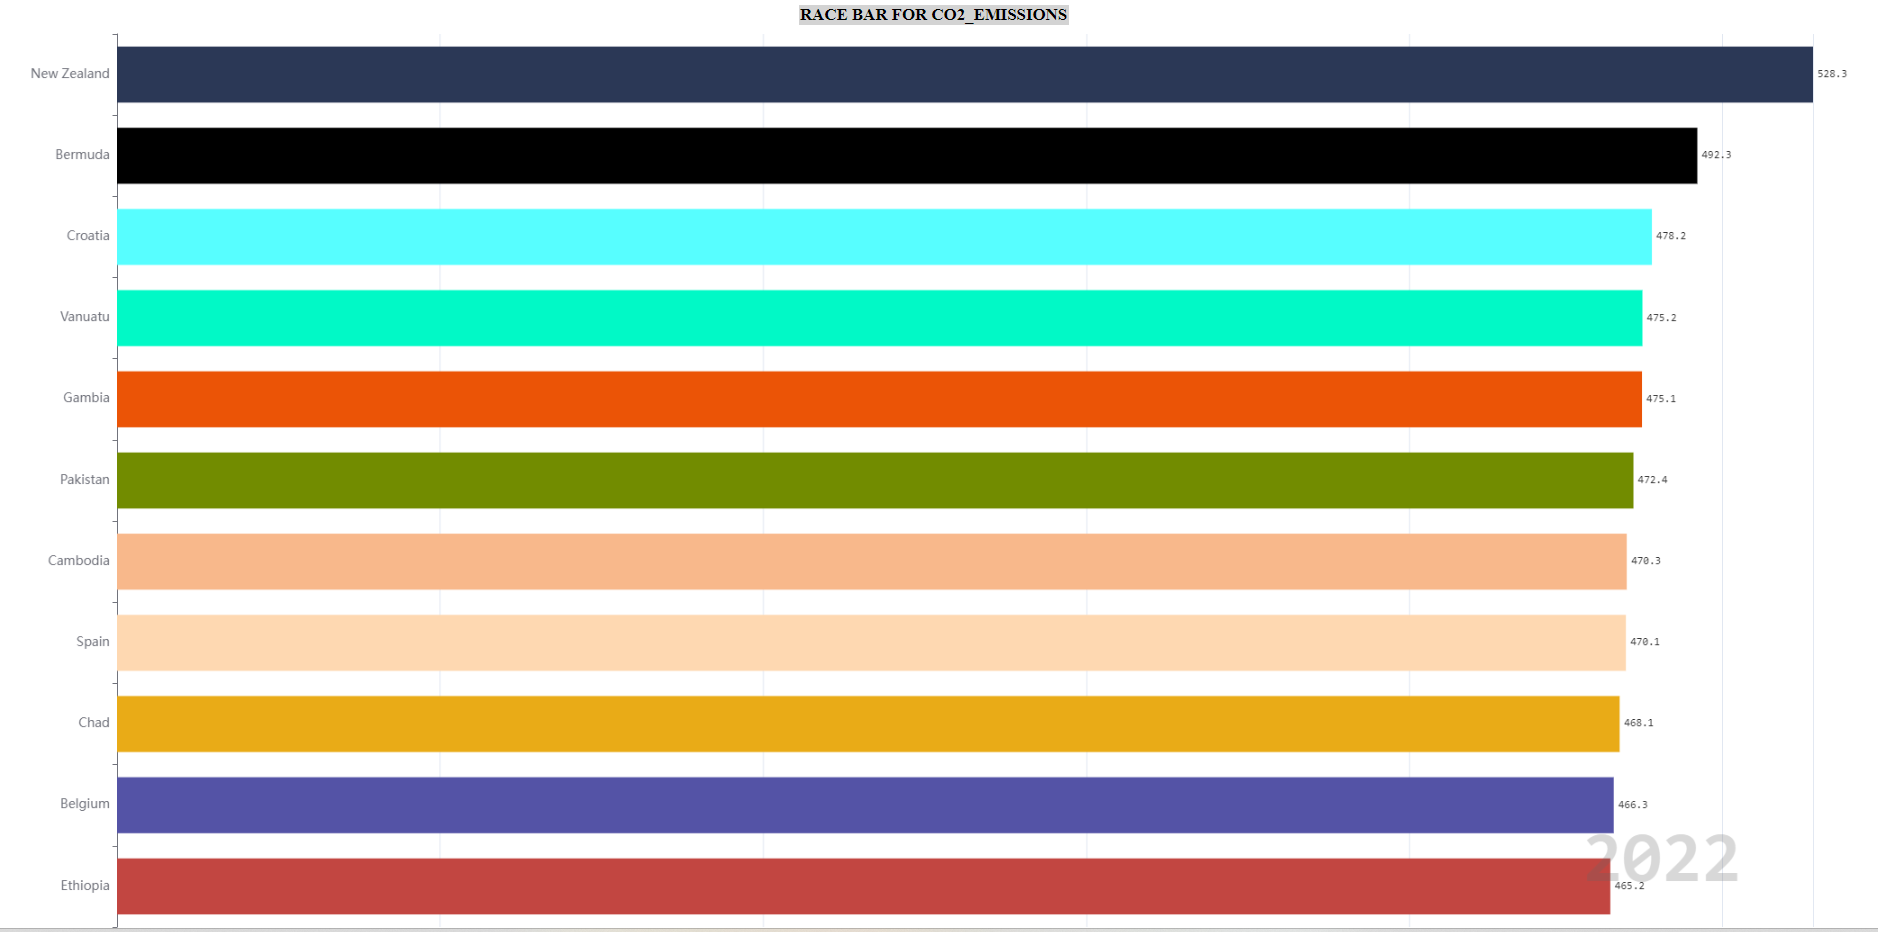 RACE BAR FOR CO2_EMISSIONS
New Zealand 528.3
Bermuda 492.3
Croatia 478.2
Vanuatu 475.2
Gambia 475.1
Pakistan 472.4
Cambodia 470.3
Spain 470.1
Chad 468.1
Belgium 466.3
2022
Ethiopia 465.2